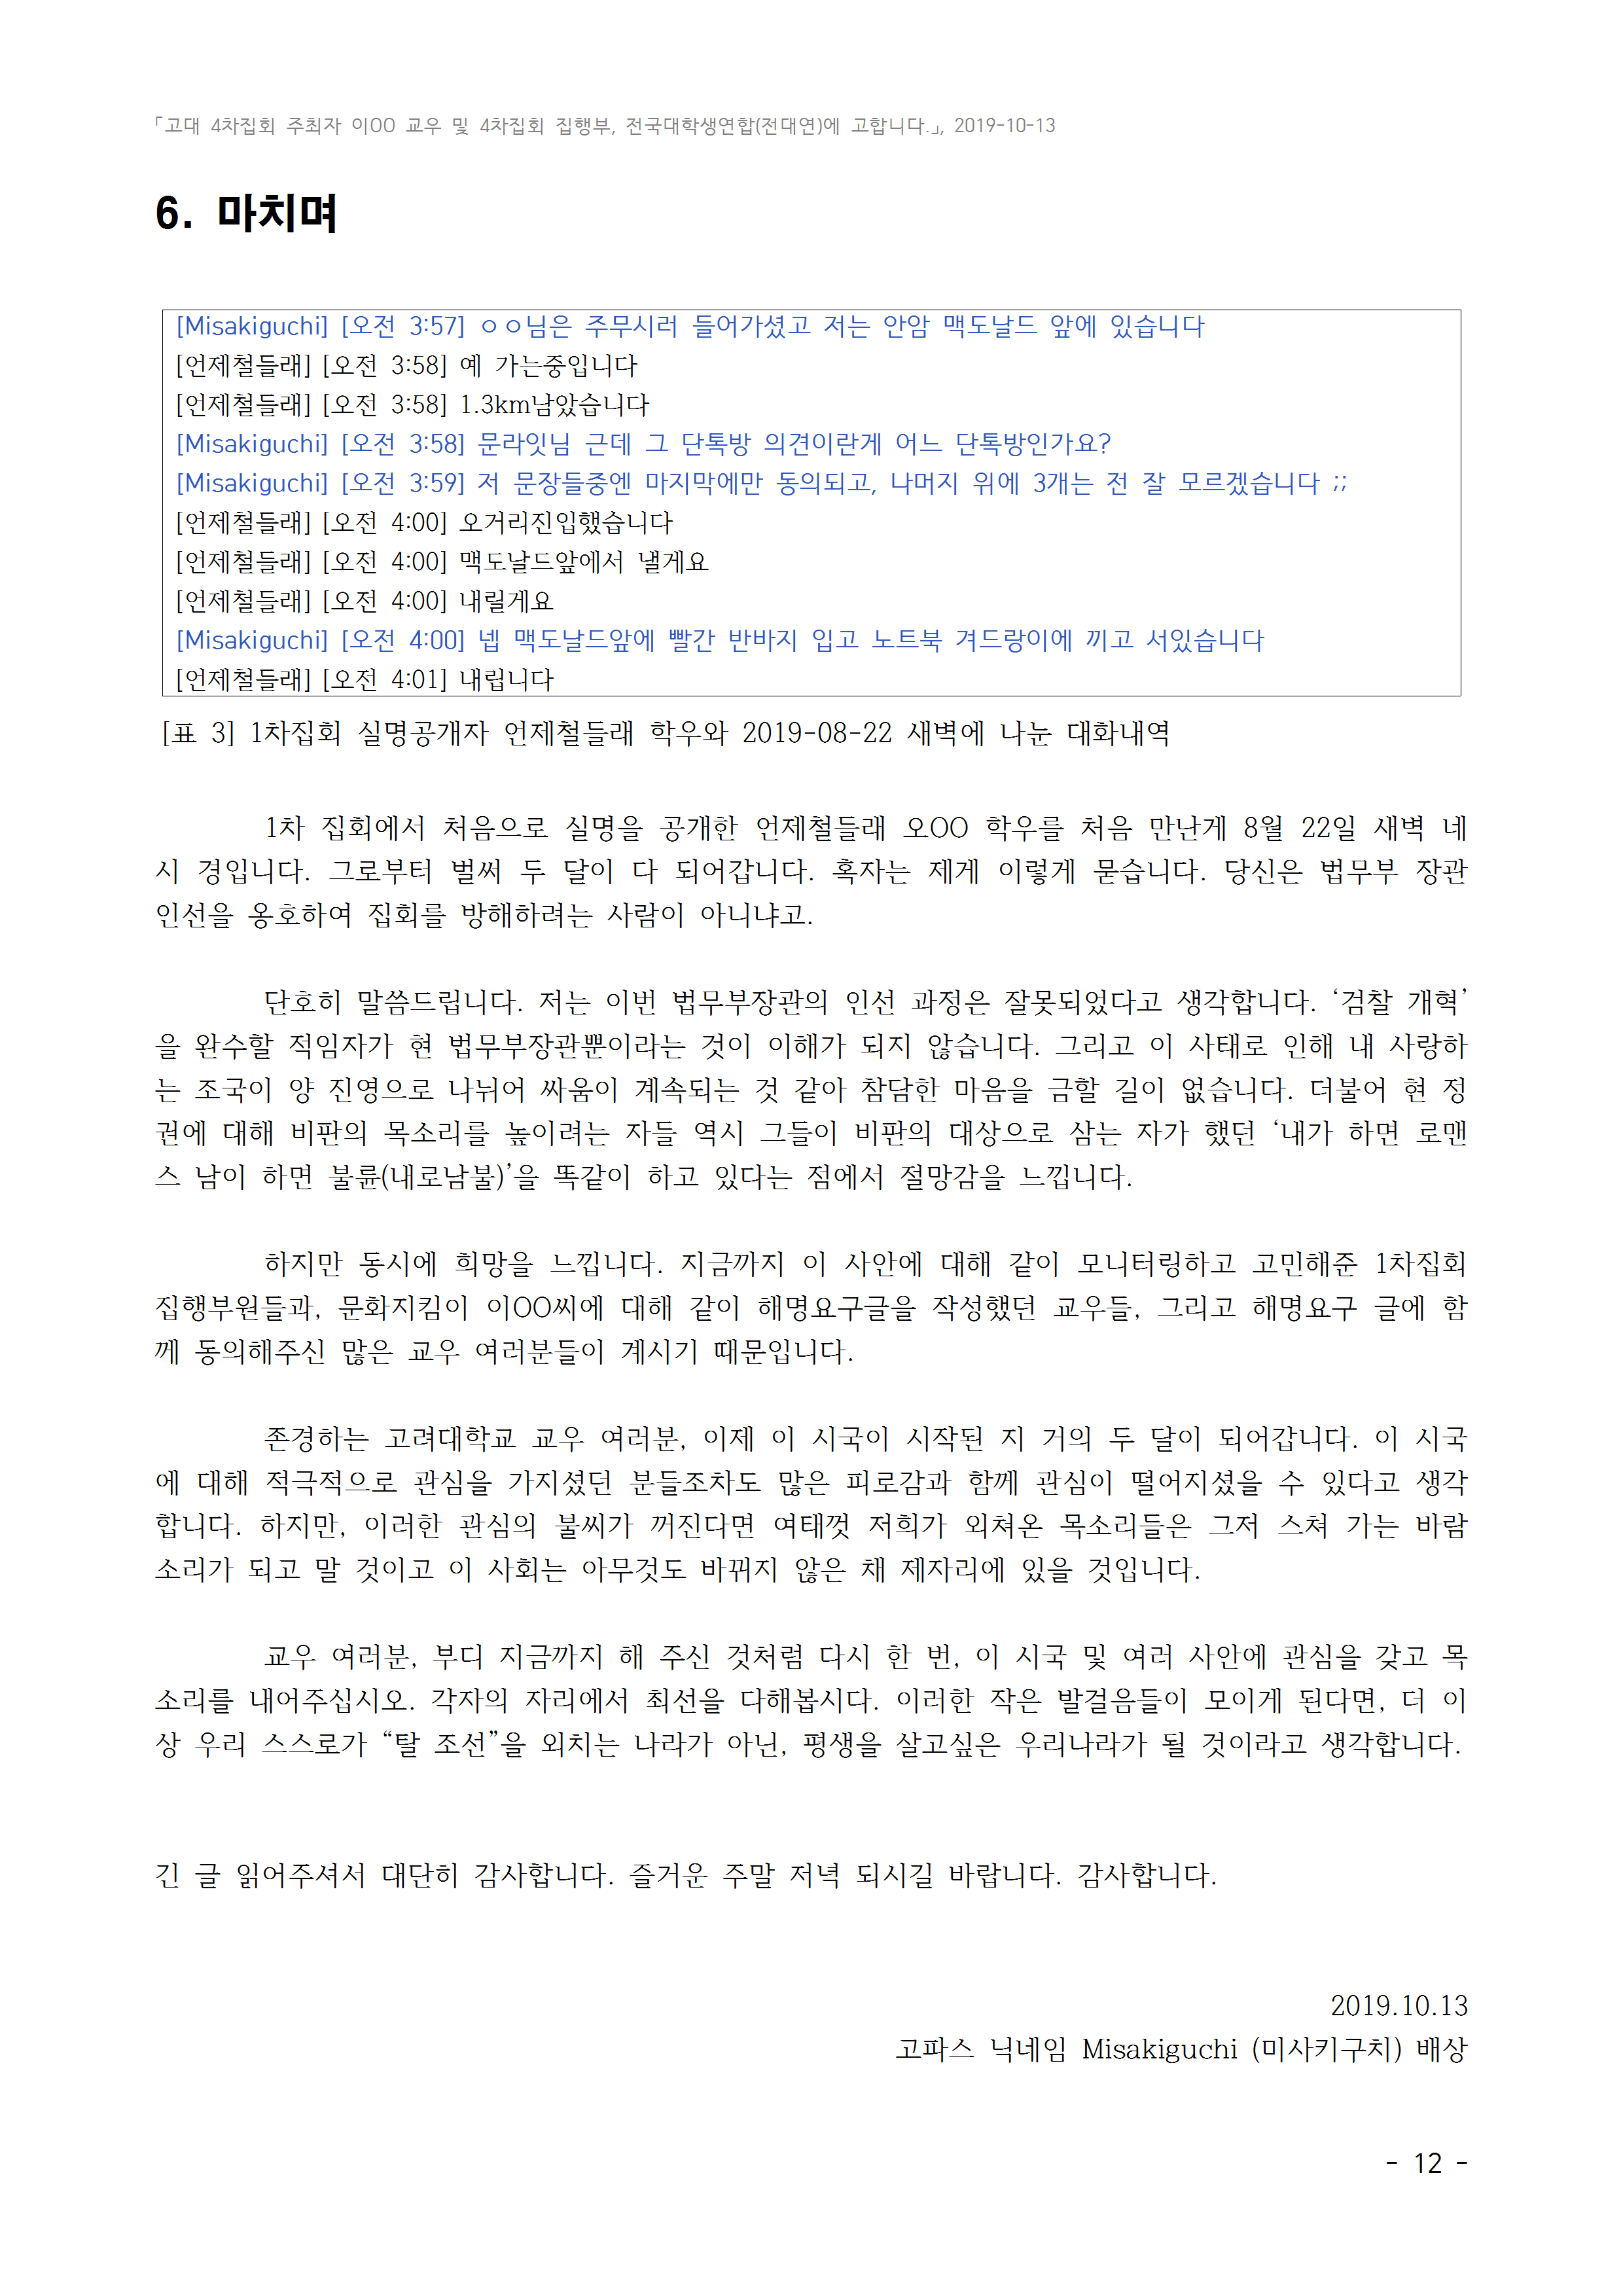 「고대 4차집회 주최자 이OO 교우 및 4차집회 집행부, 전국대학생연합(전대연)에 고합니다.」, 2019-10-13
6. 마치며
[Misakiguchi] [오전 3:57] ㅇㅇ님은 주무시러 들어가셨고 저는 안암 맥도날드 앞에 있습니다
[언제철들래] [오전 3:58] 예 가는중입니다
[언제철들래] [오전 3:58] 1.3km남았습니다
[Misakiguchi] [오전 3:58] 문라잇님 근데 그 단톡방 의견이란게 어느 단톡방인가요?
[Misakiguchi] [오전 3:59] 저 문장들중엔 마지막에만 동의되고, 나머지 위에 3개는 전 잘 모르겠습니다 ;;
[언제철들래] [오전 4:00] 오거리진입했습니다
[언제철들래] [오전 4:00] 맥도날드앞에서 낼게요
[언제철들래] [오전 4:00] 내릴게요
[Misakiguchi] [오전 4:00] 넵 맥도날드앞에 빨간 반바지 입고 노트북 겨드랑이에 끼고 서있습니다
[언제철들래] [오전 4:01] 내립니다
[표 3] 1차집회 실명공개자 언제철들래 학우와 2019-08-22 새벽에 나눈 대화내역
1차 집회에서 처음으로 실명을 공개한 언제철들래 오OO 학우를 처음 만난게 8월 22일 새벽 네
시 경입니다. 그로부터 벌써 두 달이 다 되어갑니다. 혹자는 제게 이렇게 묻습니다. 당신은 법무부 장관
인선을 옹호하여 집회를 방해하려는 사람이 아니냐고.
단호히 말씀드립니다. 저는 이번 법무부장관의 인선 과정은 잘못되었다고 생각합니다. ‘검찰 개혁’
을 완수할 적임자가 현 법무부장관뿐이라는 것이 이해가 되지 않습니다. 그리고 이 사태로 인해 내 사랑하
는 조국이 양 진영으로 나뉘어 싸움이 계속되는 것 같아 참담한 마음을 금할 길이 없습니다. 더불어 현 정
권에 대해 비판의 목소리를 높이려는 자들 역시 그들이 비판의 대상으로 삼는 자가 했던 ‘내가 하면 로맨
스 남이 하면 불륜(내로남불)’을 똑같이 하고 있다는 점에서 절망감을 느낍니다.
하지만 동시에 희망을 느낍니다. 지금까지 이 사안에 대해 같이 모니터링하고 고민해준 1차집회
집행부원들과, 문화지킴이 이OO씨에 대해 같이 해명요구글을 작성했던 교우들, 그리고 해명요구 글에 함
께 동의해주신 많은 교우 여러분들이 계시기 때문입니다.
존경하는 고려대학교 교우 여러분, 이제 이 시국이 시작된 지 거의 두 달이 되어갑니다. 이 시국
에 대해 적극적으로 관심을 가지셨던 분들조차도 많은 피로감과 함께 관심이 떨어지셨을 수 있다고 생각
합니다. 하지만, 이러한 관심의 불씨가 꺼진다면 여태껏 저희가 외쳐온 목소리들은 그저 스쳐 가는 바람
소리가 되고 말 것이고 이 사회는 아무것도 바뀌지 않은 채 제자리에 있을 것입니다.
교우 여러분, 부디 지금까지 해 주신 것처럼 다시 한 번, 이 시국 및 여러 사안에 관심을 갖고 목
소리를 내어주십시오. 각자의 자리에서 최선을 다해봅시다. 이러한 작은 발걸음들이 모이게 된다면, 더 이
상 우리 스스로가 “탈 조선”을 외치는 나라가 아닌, 평생을 살고싶은 우리나라가 될 것이라고 생각합니다.
긴 글 읽어주셔서 대단히 감사합니다. 즐거운 주말 저녁 되시길 바랍니다. 감사합니다.
2019.10.13
고파스 닉네임 Misakiguchi (미사키구치) 배상
- 12 -